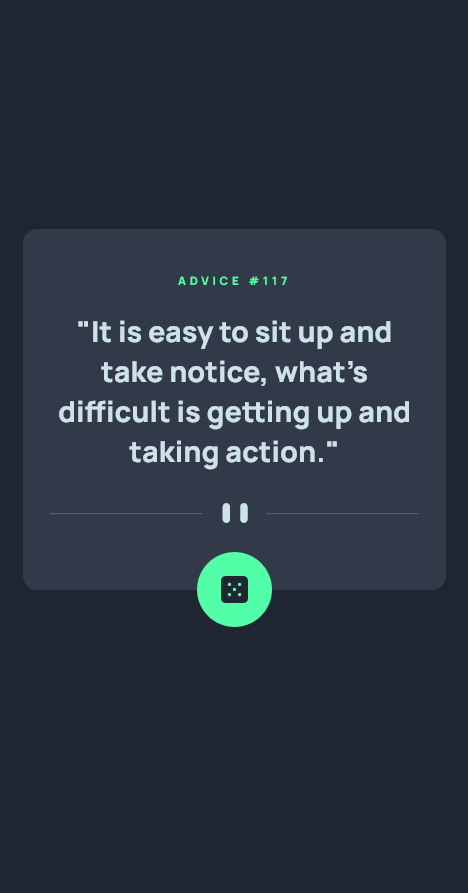 ADVICE #117
"It is easy to sit up and
take notice, what's
difficult is getting up and
taking action."